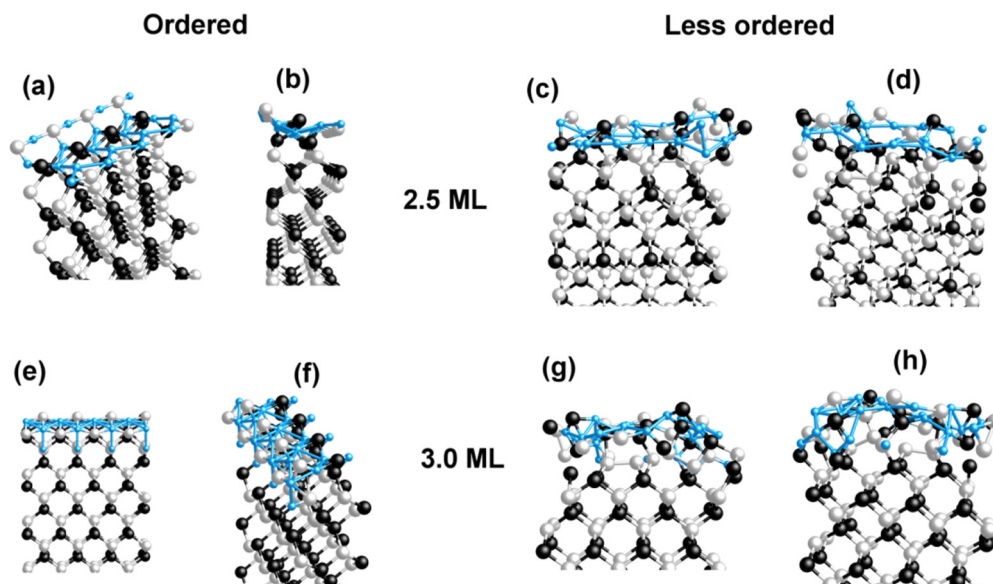 Ordered
Less ordered
(a)
(b)
(c)
(d)
2.5 ML
(e)
(f)
(g)
(h)
3.0 ML